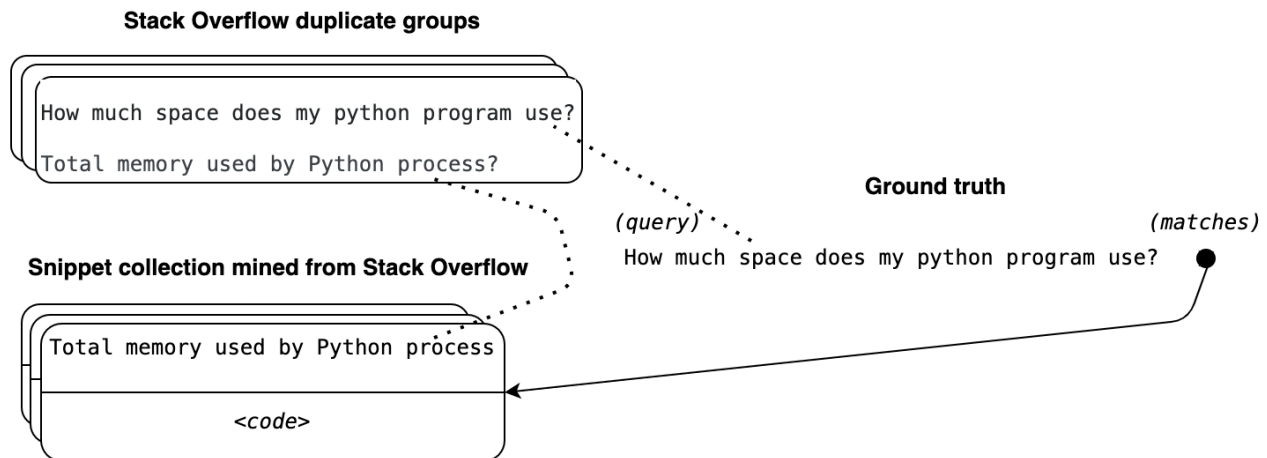 Stack Overflow duplicate groups
How much space does my python program use?
Total memory used by Python process?
Ground truth
(query)
(matches)
How much space does my python program use?
Snippet collection mined from Stack Overflow
Total memory used by Python process
<code>